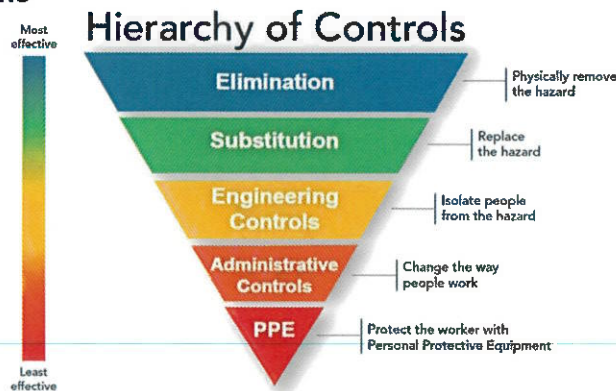 Hierarchy of Controls
Most
effective
Elimination
Physically remove
the hazard
Substitution
Replace
the hazard
Engineering
Controls
Isolate people
from the hazard
Administrative
Controls
Change the way
people work
PPE
Protect the worker with
Personal Protective Equipment
Least
effective